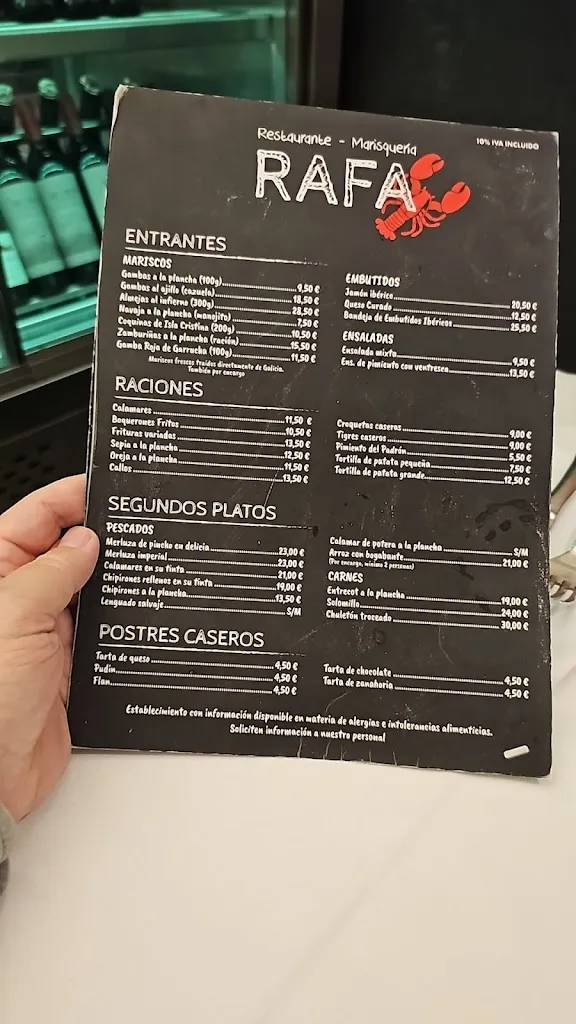 Restaurante - Marisquería
10% IVA INCLUIDO
RAFA
ENTRANTES
MARISCOS
Gambas a la plancha (100g) 9,50 €
Gambas al ajillo (cazuela) 18,50 €
Almejas al infierno (300g) 28,50 €
Navaja a la plancha (manojito) 7,50 €
Coquinas de Isla Cristina (200g) 10,50 €
Zamburiñas a la plancha (ración) 15,50 €
Gamba Roja de Garrucha (100g) 11,50 €
Mariscos frescos traídos directamente de Galicia.
También por encargo
EMBUTIDOS
Jamón ibérico 20,50 €
Queso Curado 12,50 €
Bandeja de Embutidos Ibéricos 25,50 €
ENSALADAS
Ensalada mixta 9,50 €
Ens. de pimiento con ventresca 13,50 €
RACIONES
Calamares 11,50 €
Boquerones Fritos 10,50 €
Frituras variadas 13,50 €
Sepia a la plancha 12,50 €
Oreja a la plancha 11,50 €
Callos 13,50 €
Croquetas caseras 9,00 €
Tigres caseros 9,00 €
Pimiento del Padrón 5,50 €
Tortilla de patata pequeña 7,50 €
Tortilla de patata grande 12,50 €
SEGUNDOS PLATOS
PESCADOS
Merluza de pincho en delicia 23,00 €
Merluza imperial 23,00 €
Calamares en su tinta 21,00 €
Chipirones rellenos en su tinta 19,00 €
Chipirones a la plancha 13,50 €
Lenguado salvaje S/M
Calamar de potera a la plancha S/M
Arroz con bogabante 21,00 €
(Por encargo, mínimo 2 personas)
CARNES
Entrecot a la plancha 19,00 €
Solomillo 24,00 €
Chuletón troceado 30,00 €
POSTRES CASEROS
Tarta de queso 4,50 €
Pudin 4,50 €
Flan 4,50 €
Tarta de chocolate 4,50 €
Tarta de zanahoria 4,50 €
Establecimiento con información disponible en materia de alergias e intolerancias alimenticias.
Soliciten información a nuestro personal